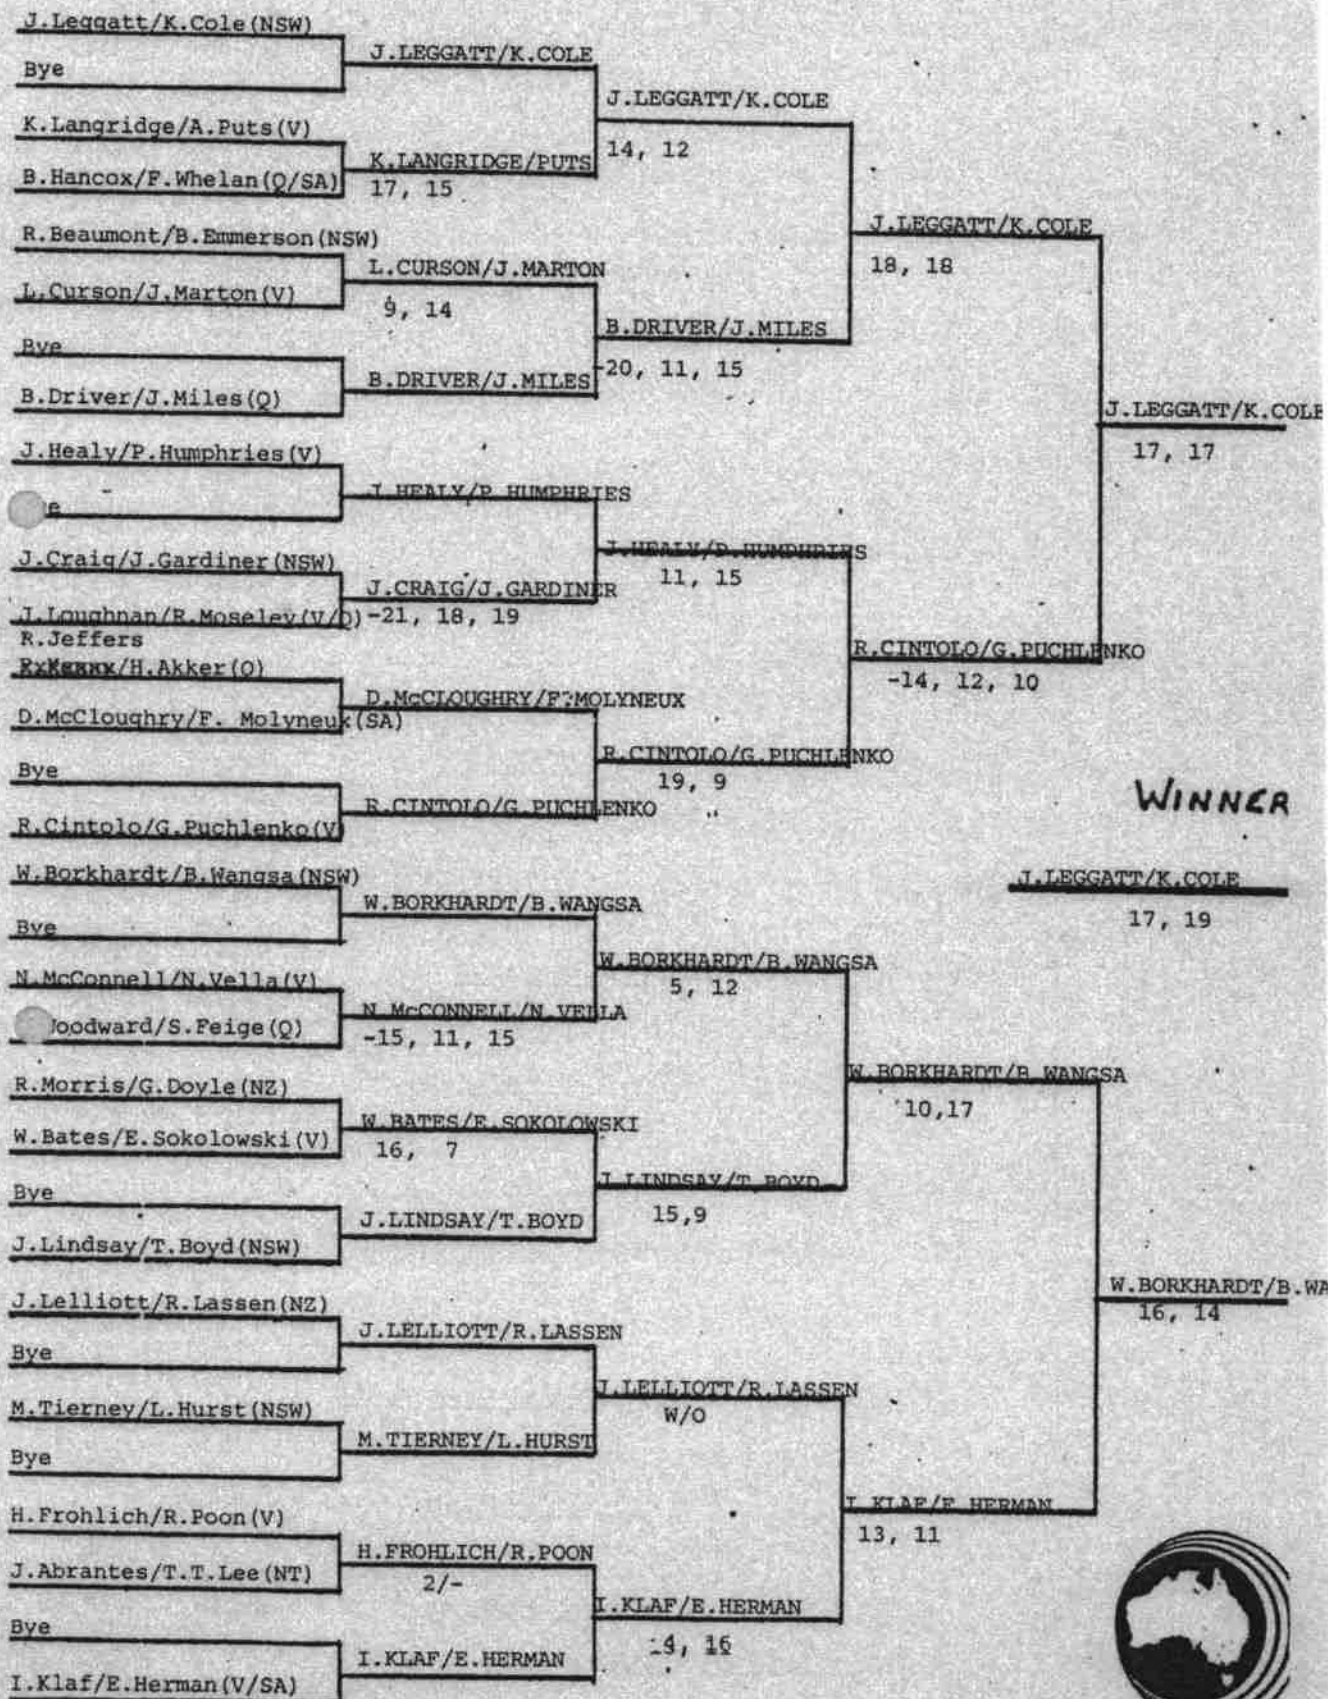 J.Leggatt/K.Cole(NSW)
Bye
K.Langridge/A.Puts(V)
B.Hancox/F.Whelan(Q/SA)
R.Beaumont/B.Emmerson(NSW)
L.Curson/J.Marton(V)
Bye
B.Driver/J.Miles(Q)
J.Healy/P.Humphries(V)
e
J.Craig/J.Gardiner(NSW)
J.Loughnan/R.Moseley(V/Q)
R.Jeffers
/H.Akker(Q)
D.McCloughry/F. Molyneux(SA)
Bye
R.Cintolo/G.Puchlenko(V)
W.Borkhardt/B.Wangsa(NSW)
Bye
N.McConnell/N.Vella(V)
Woodward/S.Feige(Q)
R.Morris/G.Doyle(NZ)
W.Bates/E.Sokolowski(V)
Bye
J.Lindsay/T.Boyd(NSW)
J.Lelliott/R.Lassen(NZ)
Bye
M.Tierney/L.Hurst(NSW)
Bye
H.Frohlich/R.Poon(V)
J.Abrantes/T.T.Lee(NT)
Bye
I.Klaf/E.Herman(V/SA)
J.LEGGATT/K.COLE
K.LANGRIDGE/PUTS
17, 15
L.CURSON/J.MARTON
9, 14
B.DRIVER/J.MILES
J.HEALY/P.HUMPHRIES
J.CRAIG/J.GARDINER
-21, 18, 19
D.McCLOUGHRY/F?MOLYNEUX
R.CINTOLO/G.PUCHLENKO
W.BORKHARDT/B.WANGSA
N.McCONNELL/N.VELLA
-15, 11, 15
W.BATES/E.SOKOLOWSKI
16, 7
J.LINDSAY/T.BOYD
J.LELLIOTT/R.LASSEN
M.TIERNEY/L.HURST
H.FROHLICH/R.POON
2/-
I.KLAF/E.HERMAN
J.LEGGATT/K.COLE
14, 12
B.DRIVER/J.MILES
-20, 11, 15
J.HEALY/P.HUMPHRIES
11, 15
R.CINTOLO/G.PUCHLENKO
19, 9
W.BORKHARDT/B.WANGSA
5, 12
J.LINDSAY/T.BOYD
15,9
J.LELLIOTT/R.LASSEN
W/O
I.KLAF/E.HERMAN
14, 16
J.LEGGATT/K.COLE
18, 18
R.CINTOLO/G.PUCHLENKO
-14, 12, 10
W.BORKHARDT/B.WANGSA
10,17
I.KLAF/E.HERMAN
13, 11
J.LEGGATT/K.COLE
17, 17
WINNER
J.LEGGATT/K.COLE
17, 19
W.BORKHARDT/B.WA
16, 14